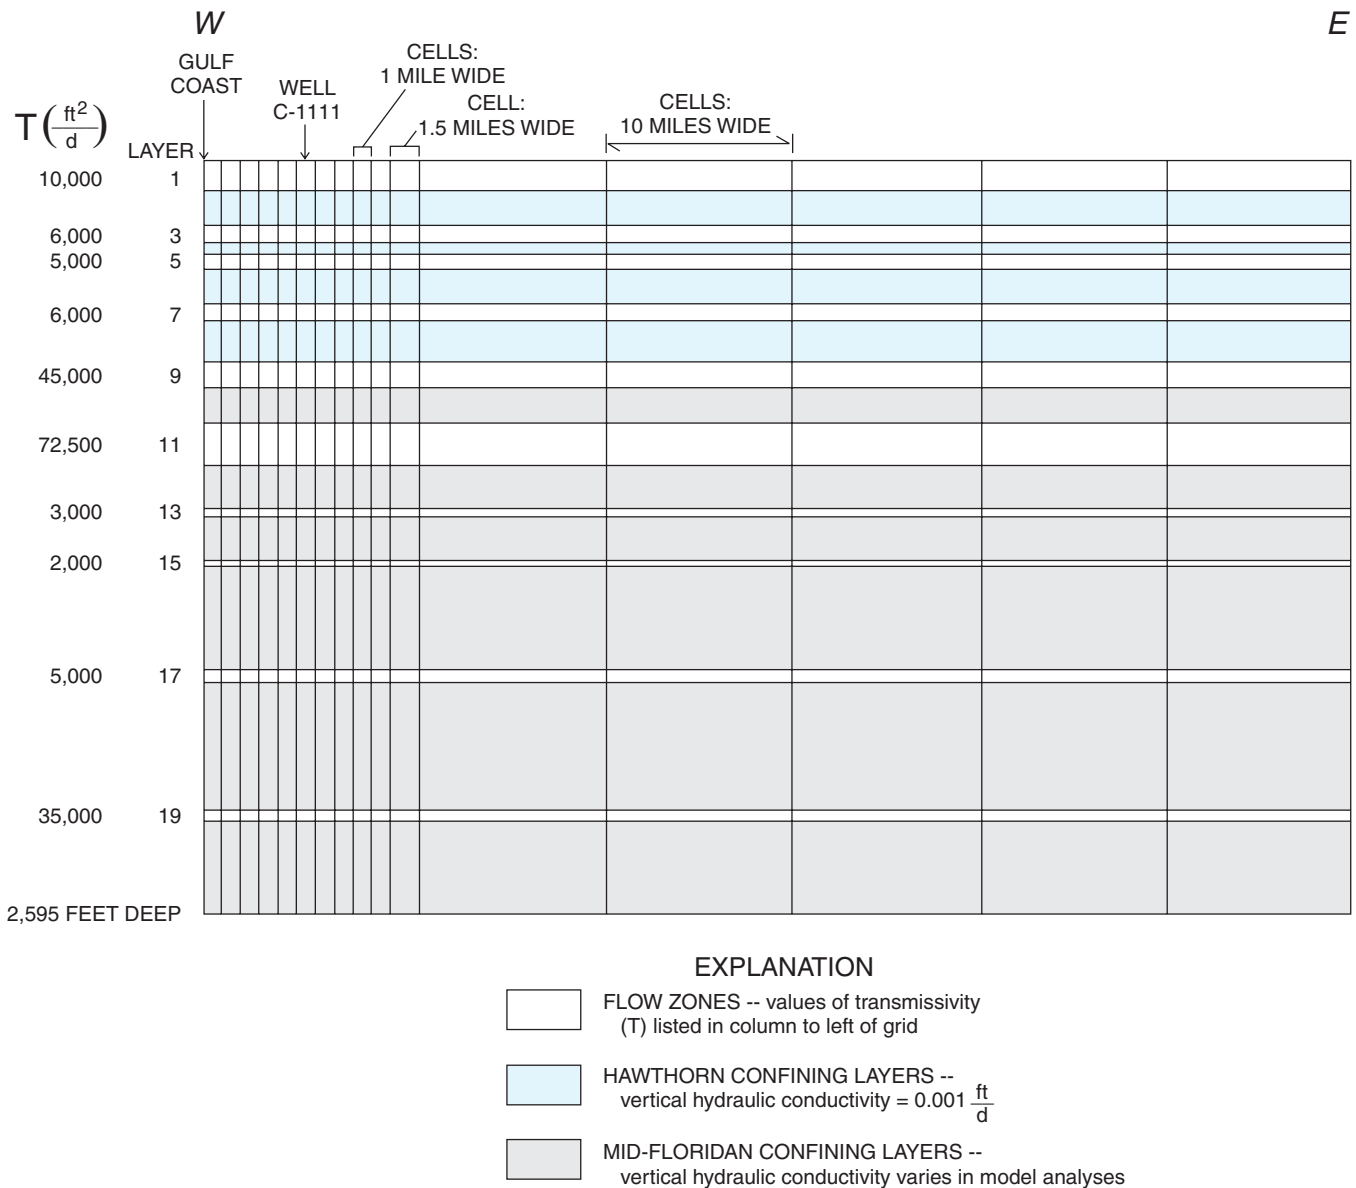 W
E
GULF
COAST
WELL
C-1111
CELLS:
1 MILE WIDE
CELL:
1.5 MILES WIDE
CELLS:
10 MILES WIDE
T (ft²/d)
LAYER
10,000 1
6,000 3
5,000 5
6,000 7
45,000 9
72,500 11
3,000 13
2,000 15
5,000 17
35,000 19
2,595 FEET DEEP
EXPLANATION
FLOW ZONES -- values of transmissivity
(T) listed in column to left of grid
HAWTHORN CONFINING LAYERS --
vertical hydraulic conductivity = 0.001 ft/d
MID-FLORIDAN CONFINING LAYERS --
vertical hydraulic conductivity varies in model analyses